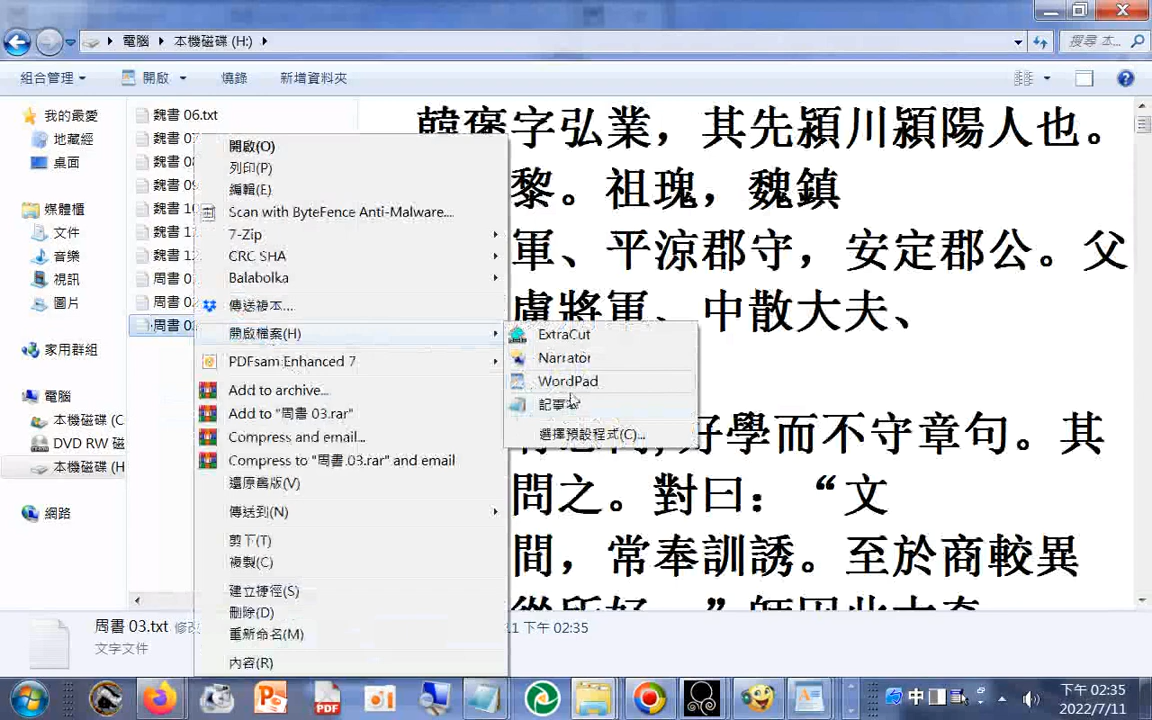 電腦 本機磁碟 (H:)
搜尋 本...
組合管理 開啟 燒錄 新增資料夾
我的最愛
地藏經
桌面
媒體櫃
文件
音樂
視訊
圖片
家用群組
電腦
本機磁碟 (C
DVD RW 磁
本機磁碟 (H
網路
魏書 06.txt
魏書 07
魏書 08
魏書 09
魏書 1
魏書 1
魏書 1
周書 0
周書 0
周書 0
開啟(O)
列印(P)
編輯(E)
Scan with ByteFence Anti-Malware...
7-Zip
CRC SHA
Balabolka
傳送複本...
開啟檔案(H)
PDFsam Enhanced 7
Add to archive...
Add to "周書 03.rar"
Compress and email...
Compress to "周書 03.rar" and email
還原舊版(V)
傳送到(N)
剪下(T)
複製(C)
建立捷徑(S)
刪除(D)
重新命名(M)
內容(R)
ExtraCut
Narrator
WordPad
記事本
選擇預設程式(C)...
韓褒字弘業，其先潁川潁陽人也。
黎。祖瑰，魏鎮
軍、平涼郡守，安定郡公。父
將軍、中散大夫、
好學而不守章句。其
問之。對曰：“文
間，常奉訓誘。至於商較異
周書 03.txt 修改
1 下午 02:35
文字文件
PDF
中
下午 02:35
2022/7/11